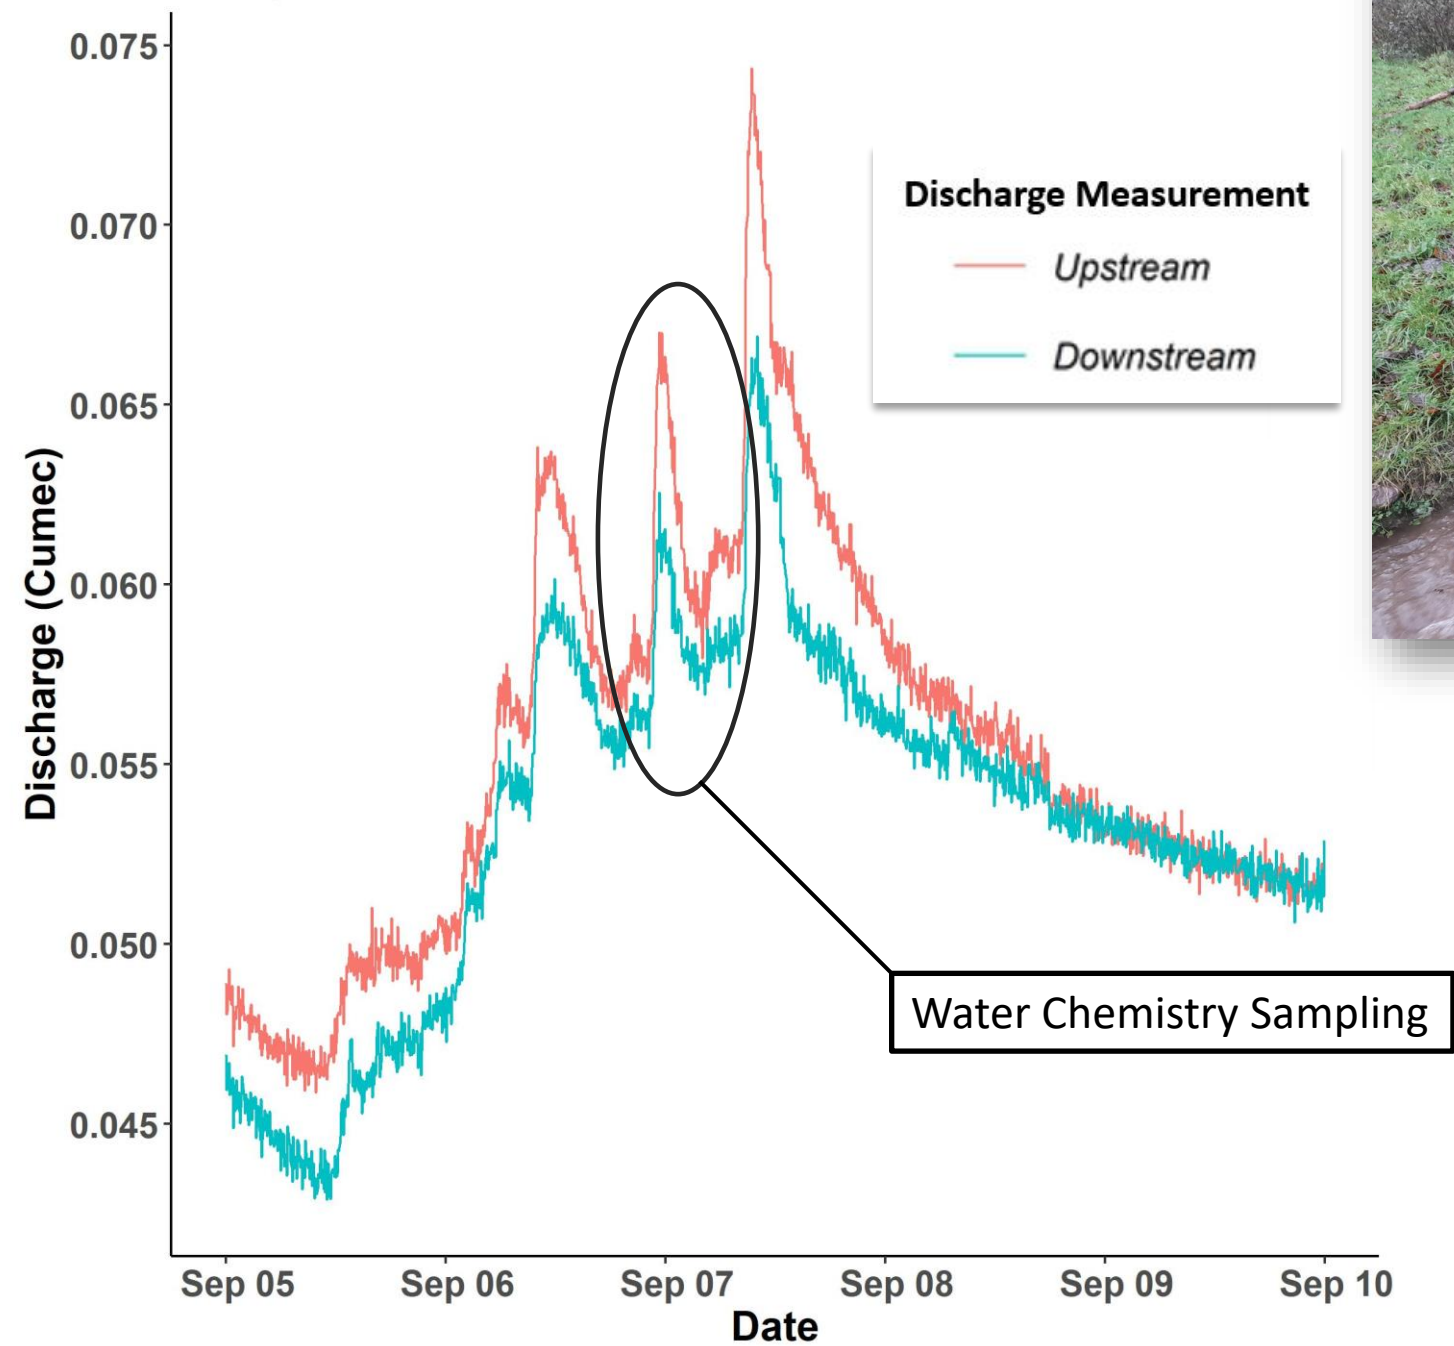 0.075
0.070
0.065
0.060
0.055
0.050
0.045
Discharge (Cumec)
Discharge Measurement
Upstream
Downstream
Water Chemistry Sampling
Sep 05
Sep 06
Sep 07
Sep 08
Sep 09
Sep 10
Date